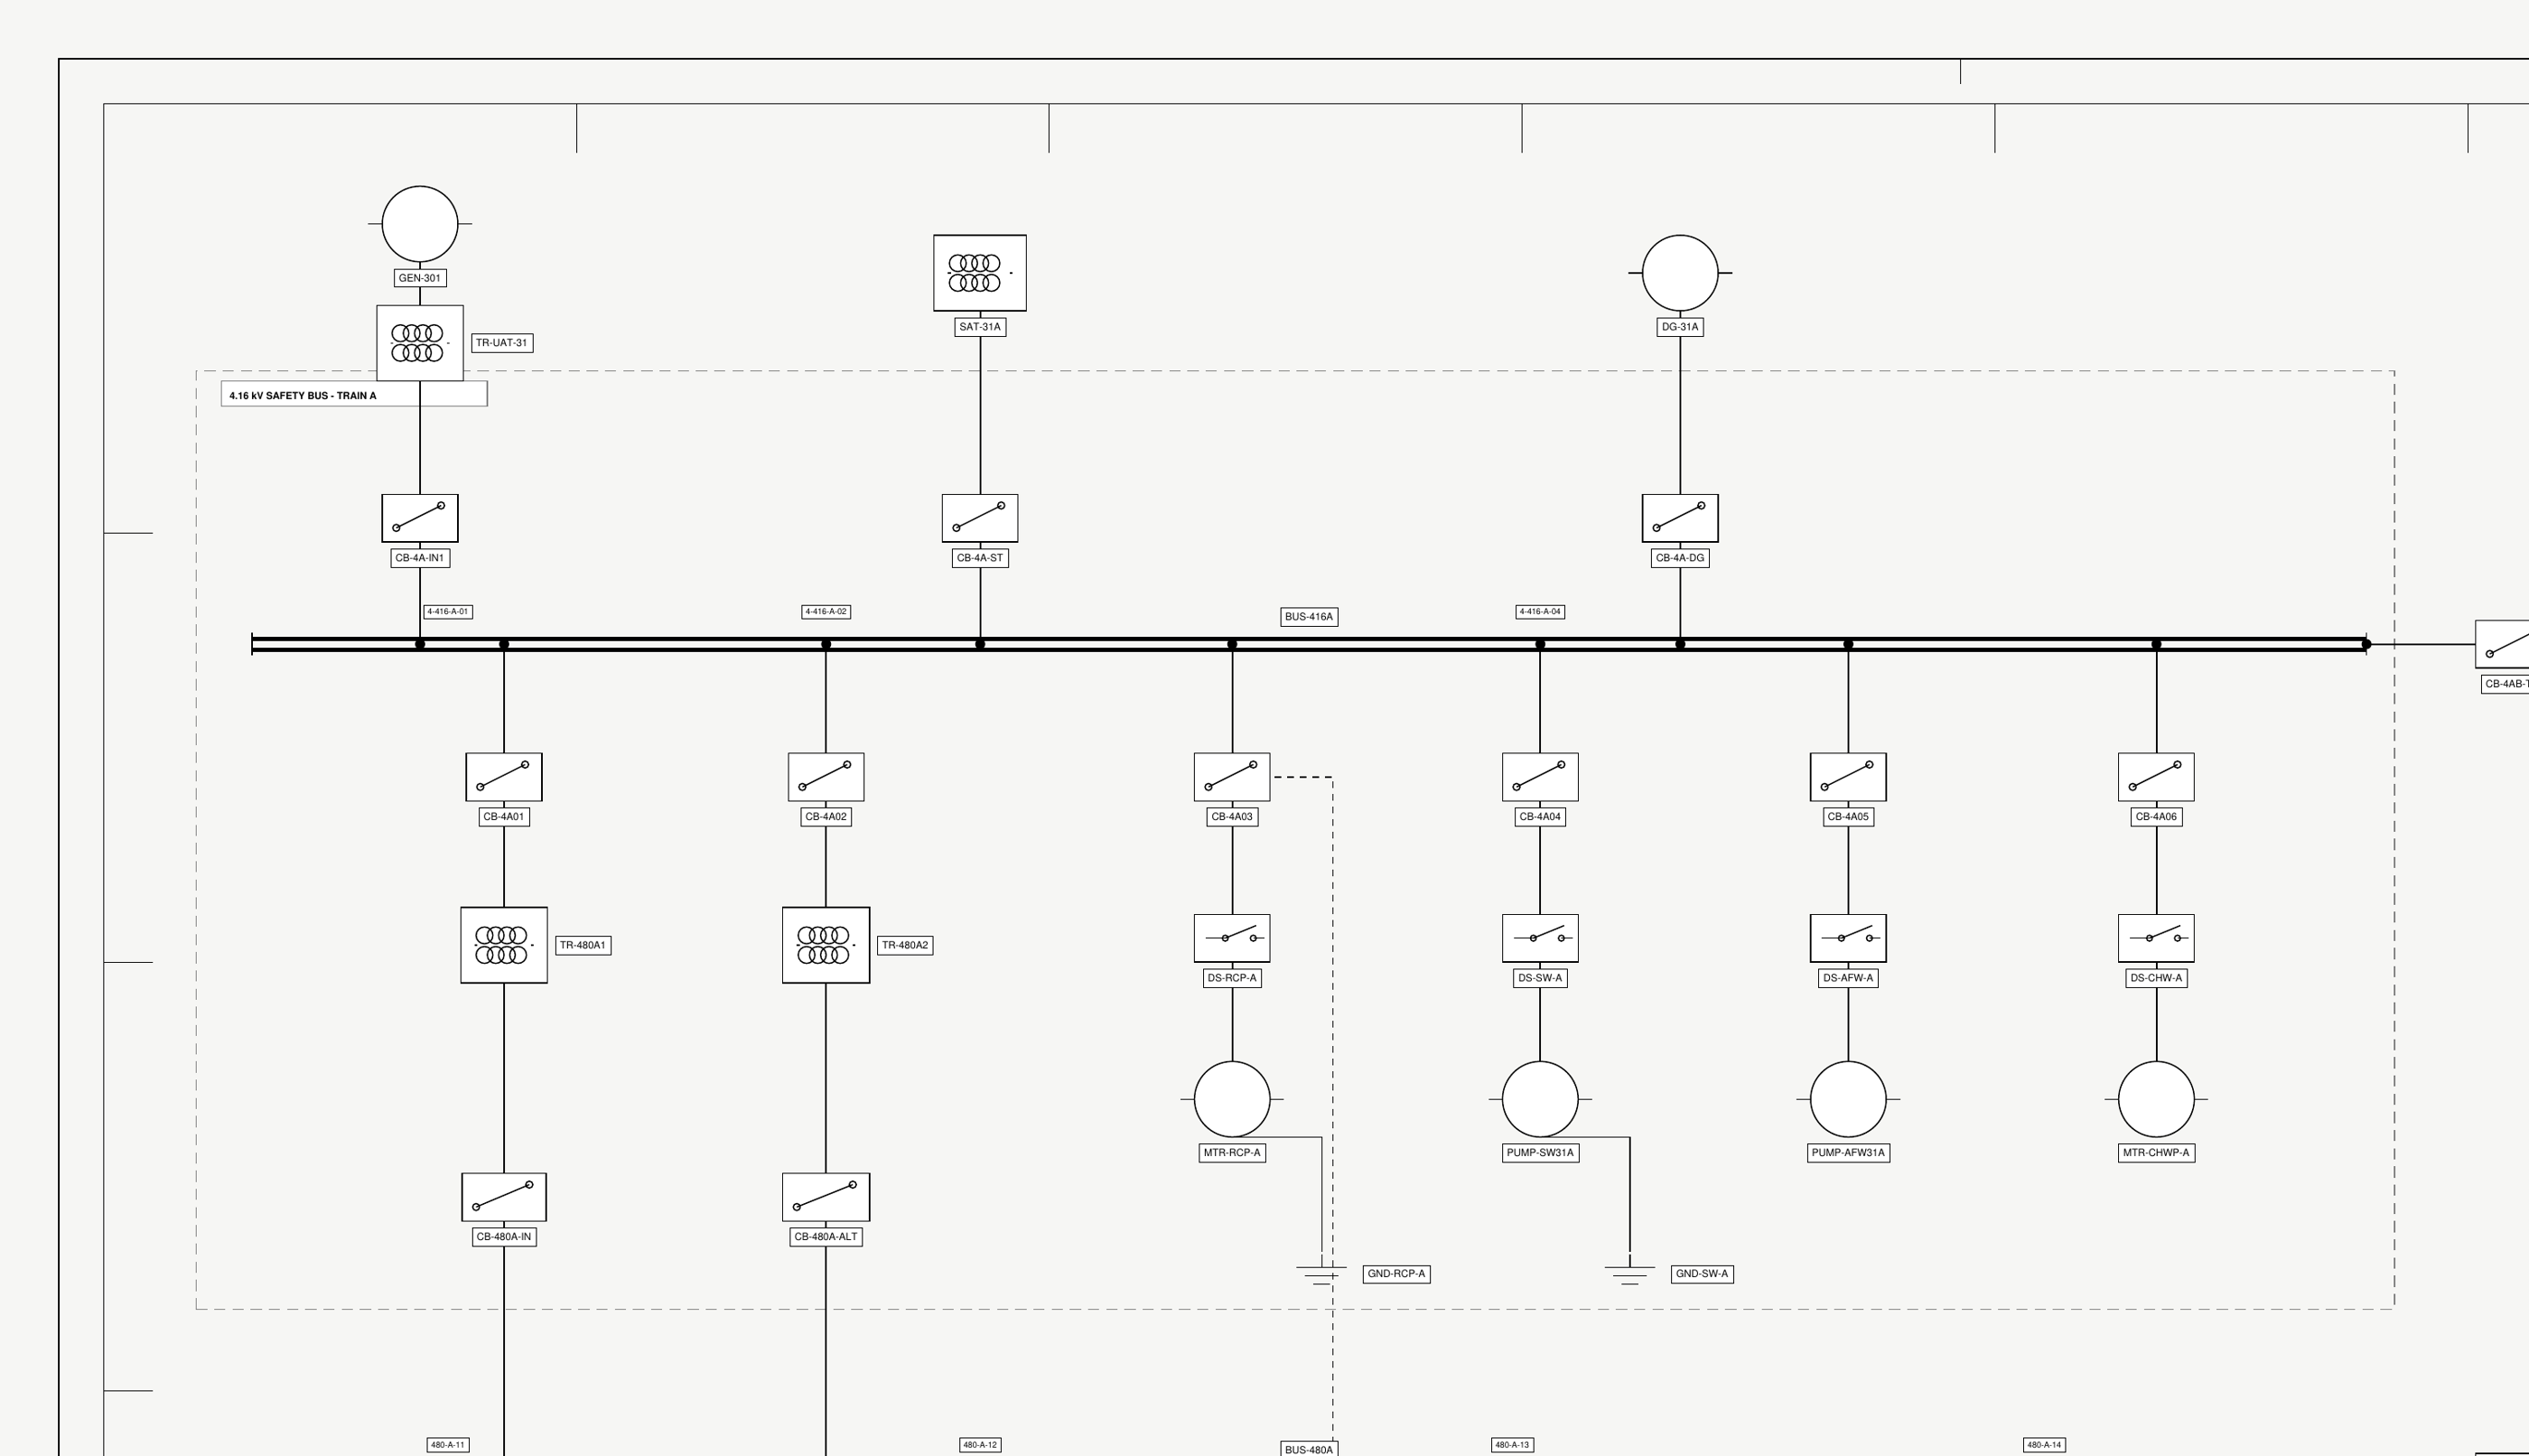 GEN-301
SAT-31A
DG-31A
TR-UAT-31
4.16 kV SAFETY BUS - TRAIN A
CB-4A-IN1
CB-4A-ST
CB-4A-DG
4-416-A-01
4-416-A-02
BUS-416A
4-416-A-04
CB-4AB-T
CB-4A01
CB-4A02
CB-4A03
CB-4A04
CB-4A05
CB-4A06
TR-480A1
TR-480A2
DS-RCP-A
DS-SW-A
DS-AFW-A
DS-CHW-A
MTR-RCP-A
PUMP-SW31A
PUMP-AFW31A
MTR-CHWP-A
CB-480A-IN
CB-480A-ALT
GND-RCP-A
GND-SW-A
480-A-11
480-A-12
BUS-480A
480-A-13
480-A-14